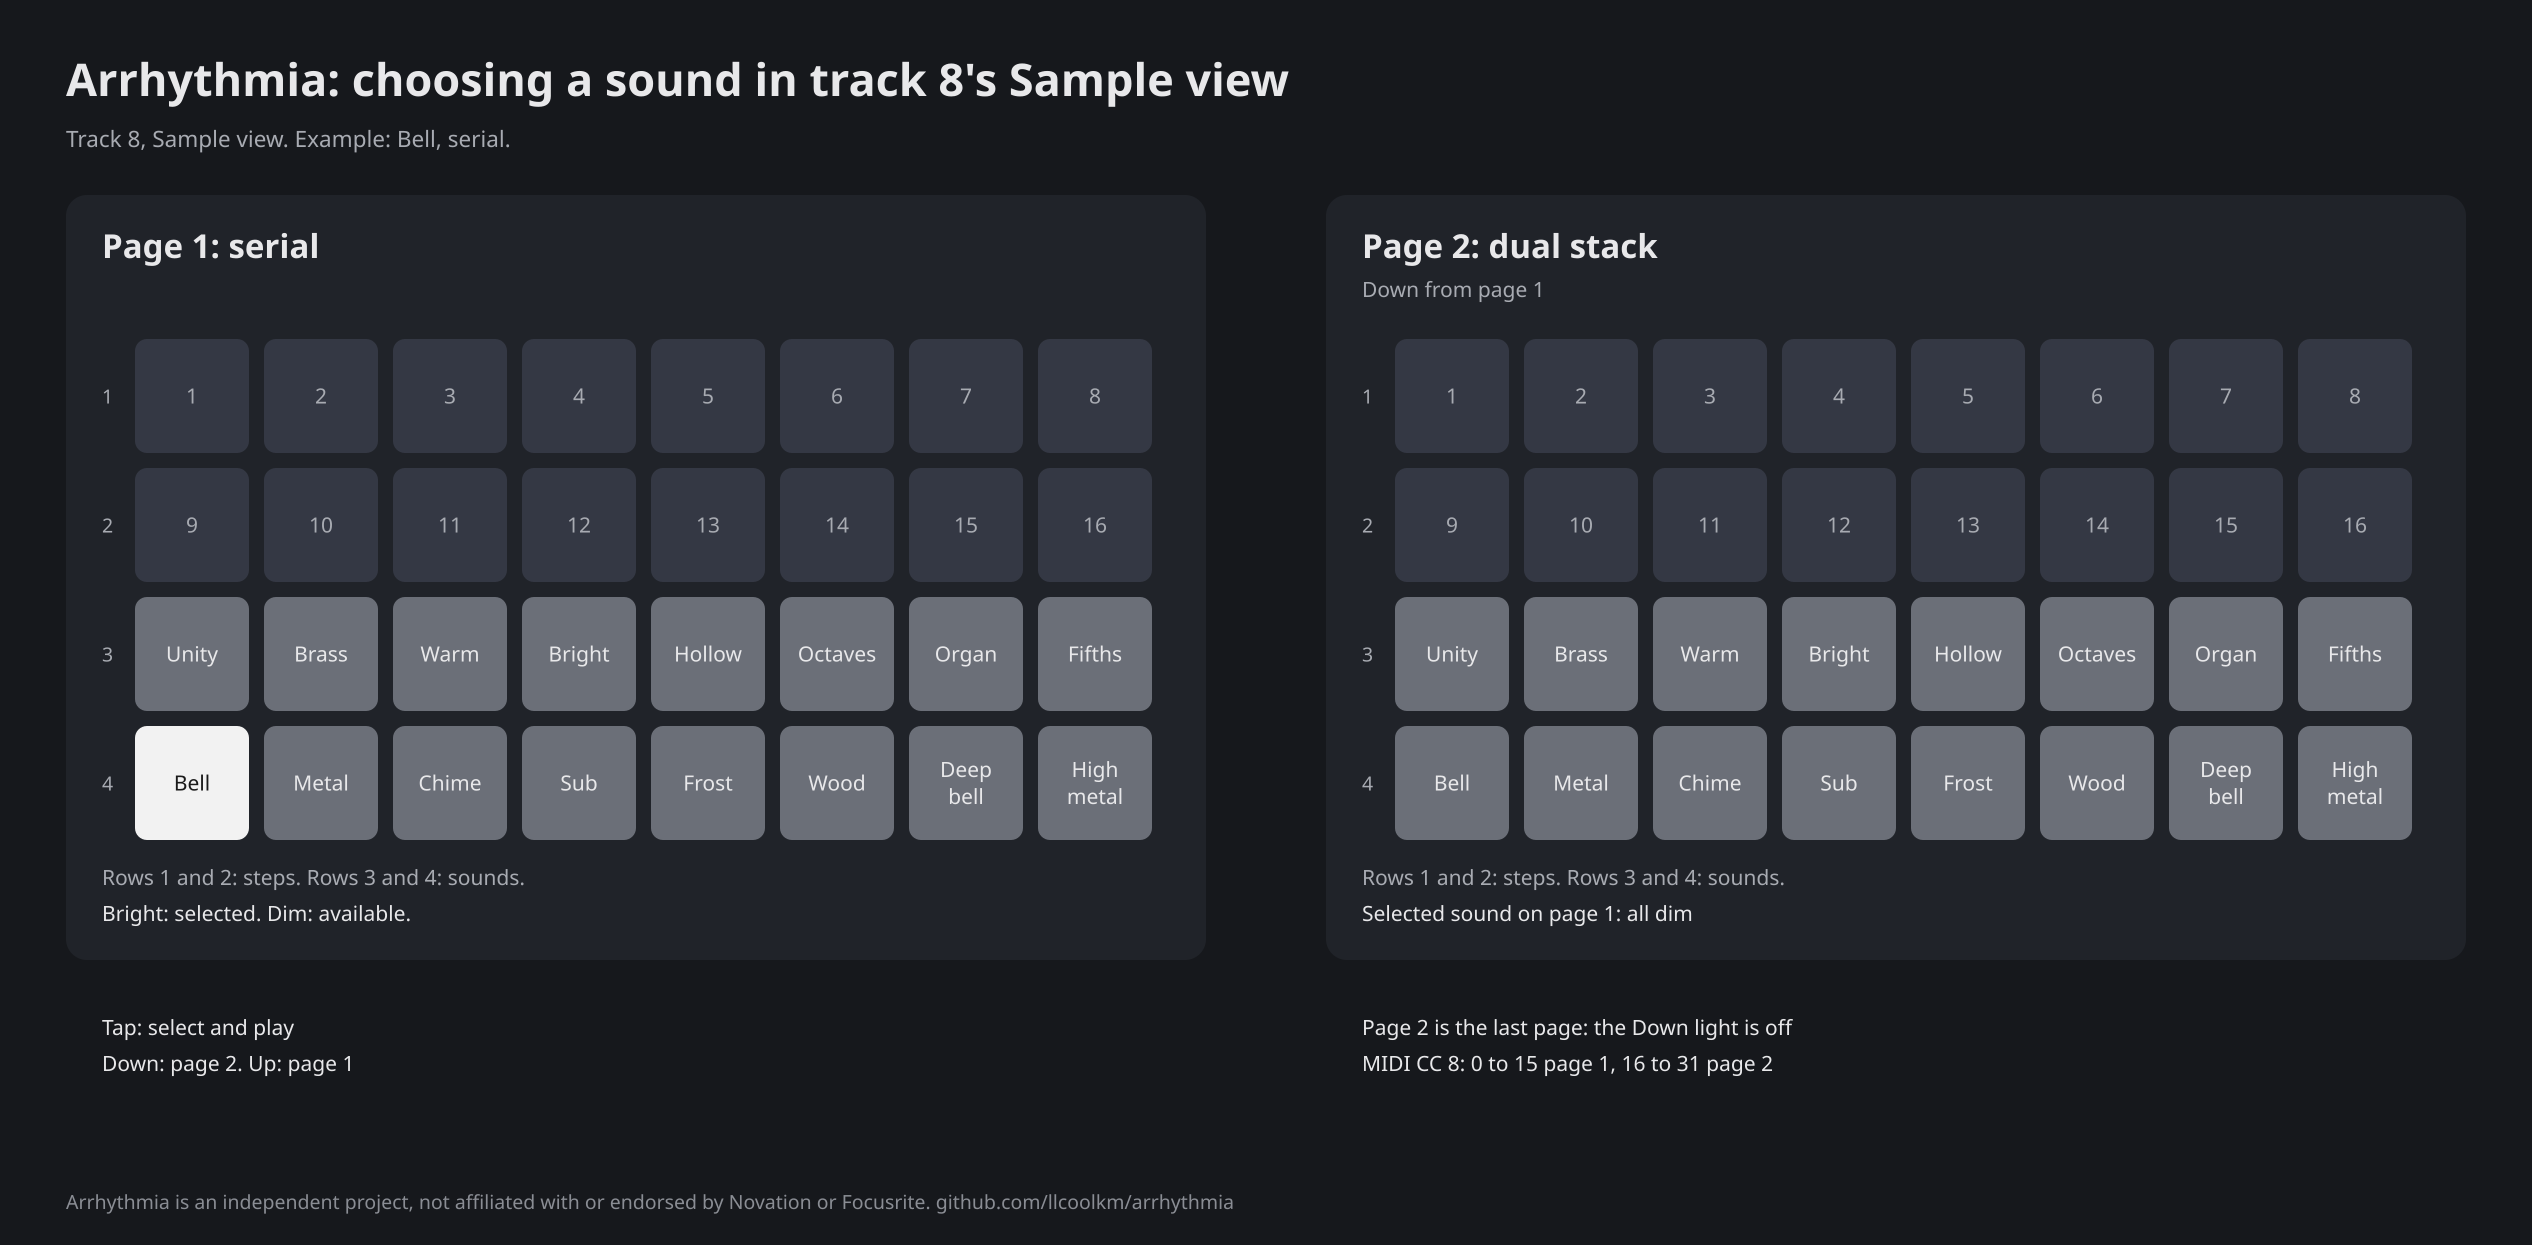 Arrhythmia: choosing a sound in track 8's Sample view
Track 8, Sample view. Example: Bell, serial.
Page 1: serial
1 1 2 3 4 5 6 7 8
2 9 10 11 12 13 14 15 16
3 Unity Brass Warm Bright Hollow Octaves Organ Fifths
4 Bell Metal Chime Sub Frost Wood Deep bell High metal
Rows 1 and 2: steps. Rows 3 and 4: sounds.
Bright: selected. Dim: available.
Tap: select and play
Down: page 2. Up: page 1
Page 2: dual stack
Down from page 1
1 1 2 3 4 5 6 7 8
2 9 10 11 12 13 14 15 16
3 Unity Brass Warm Bright Hollow Octaves Organ Fifths
4 Bell Metal Chime Sub Frost Wood Deep bell High metal
Rows 1 and 2: steps. Rows 3 and 4: sounds.
Selected sound on page 1: all dim
Page 2 is the last page: the Down light is off
MIDI CC 8: 0 to 15 page 1, 16 to 31 page 2
Arrhythmia is an independent project, not affiliated with or endorsed by Novation or Focusrite. github.com/llcoolkm/arrhythmia